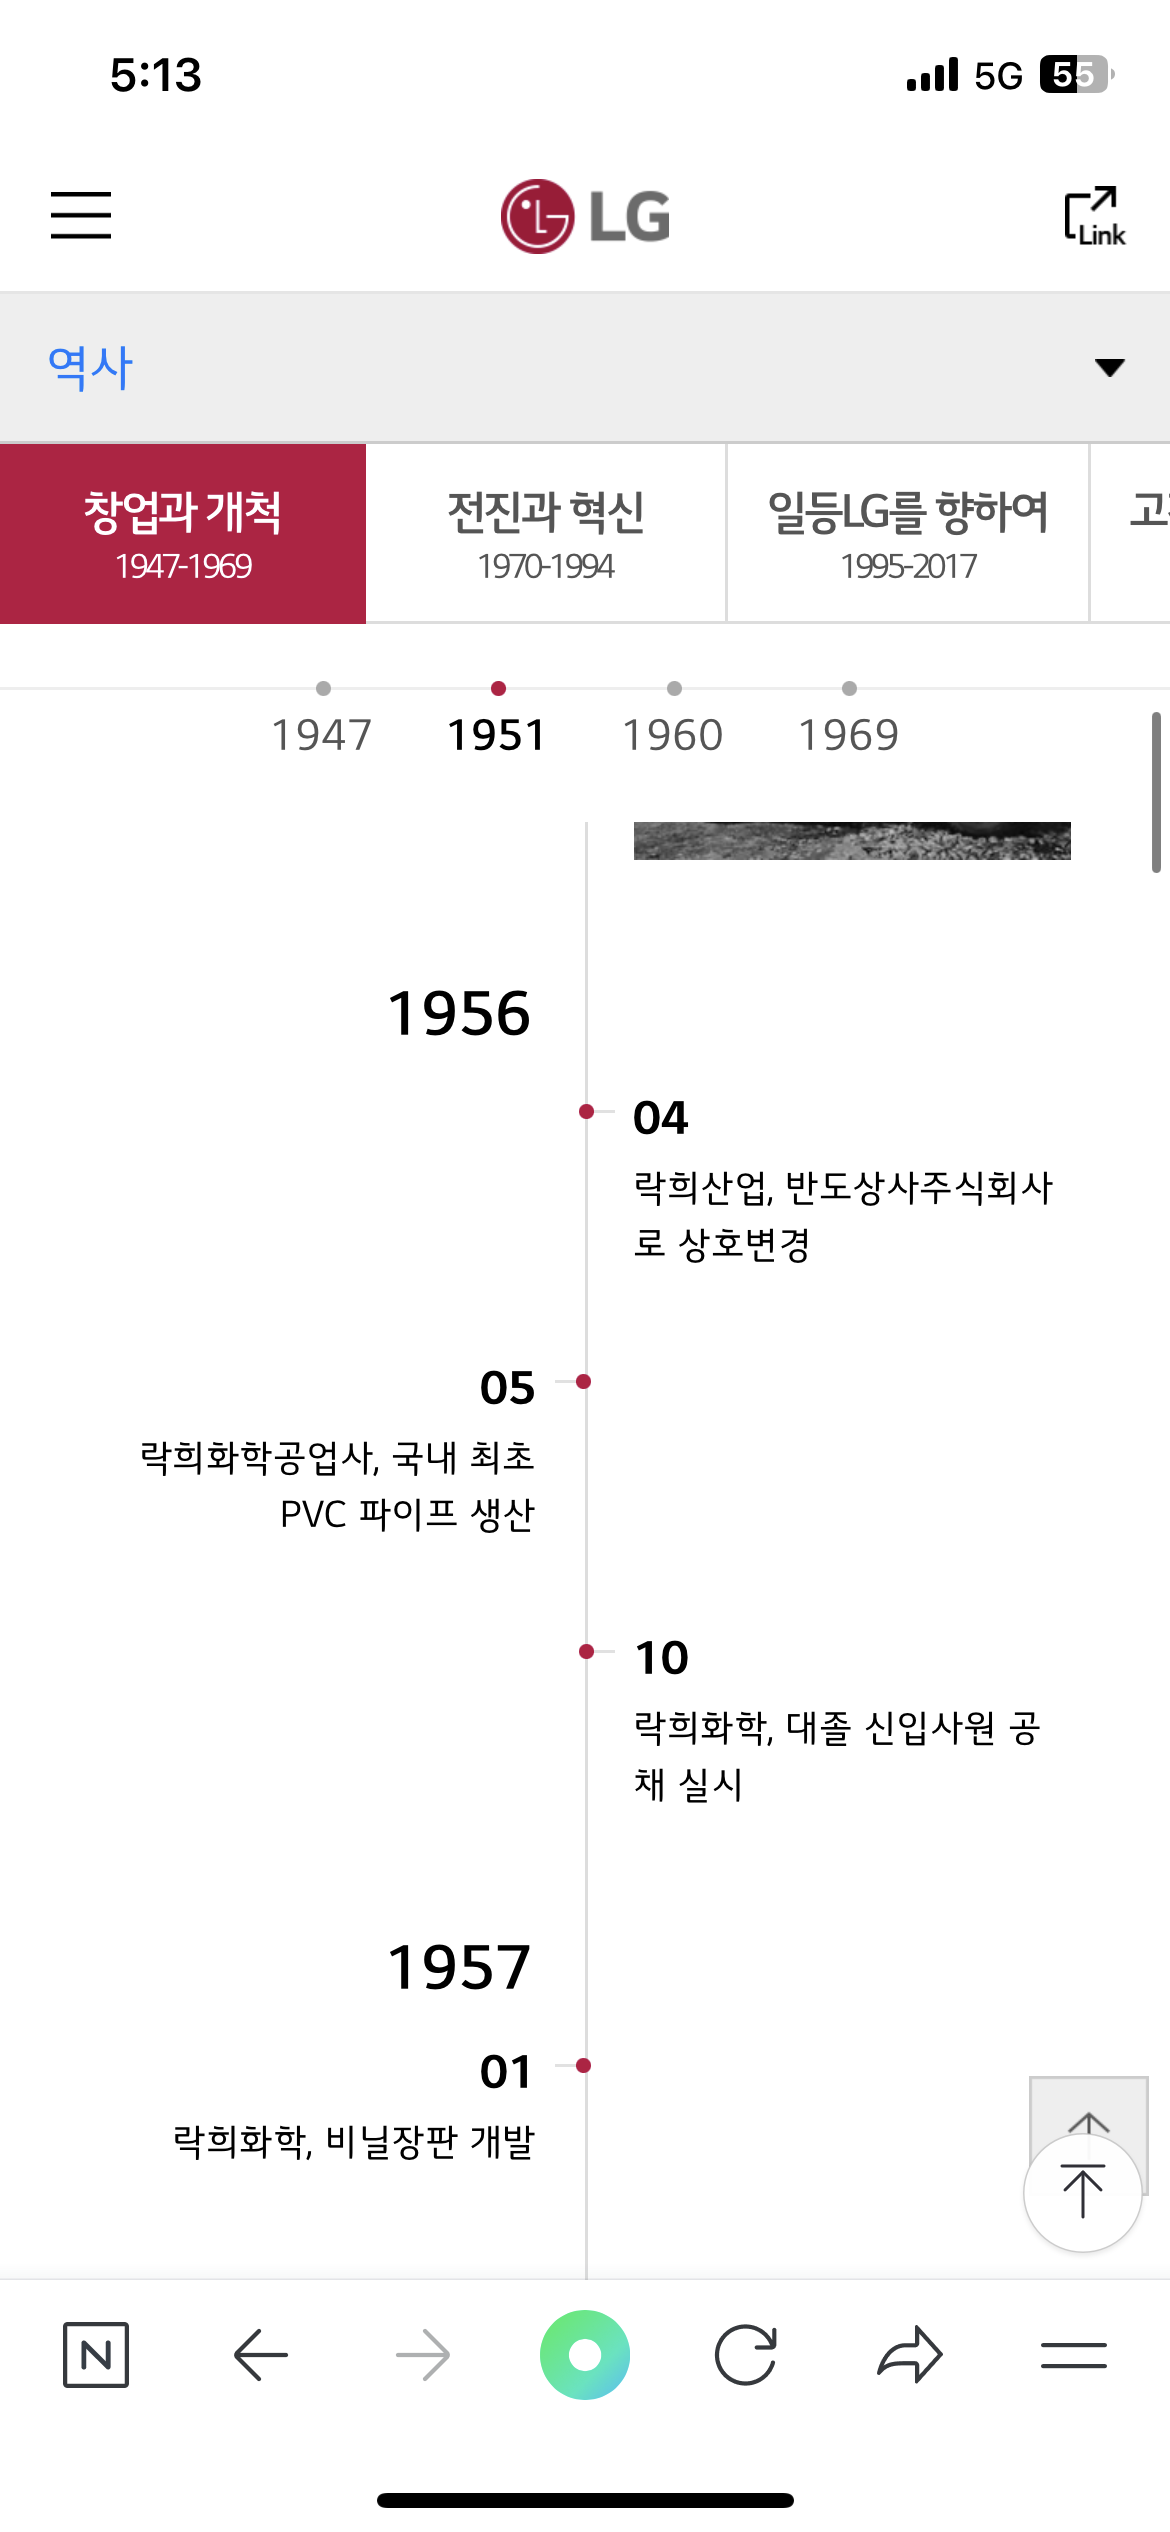 5:13
5G
55
LG
Link
역사
창업과 개척
1947-1969
전진과 혁신
1970-1994
일등LG를 향하여
1995-2017
고
1947
1951
1960
1969
1956
04
락희산업, 반도상사주식회사
로 상호변경
05
락희화학공업사, 국내 최초
PVC 파이프 생산
10
락희화학, 대졸 신입사원 공
채 실시
1957
01
락희화학, 비닐장판 개발
N